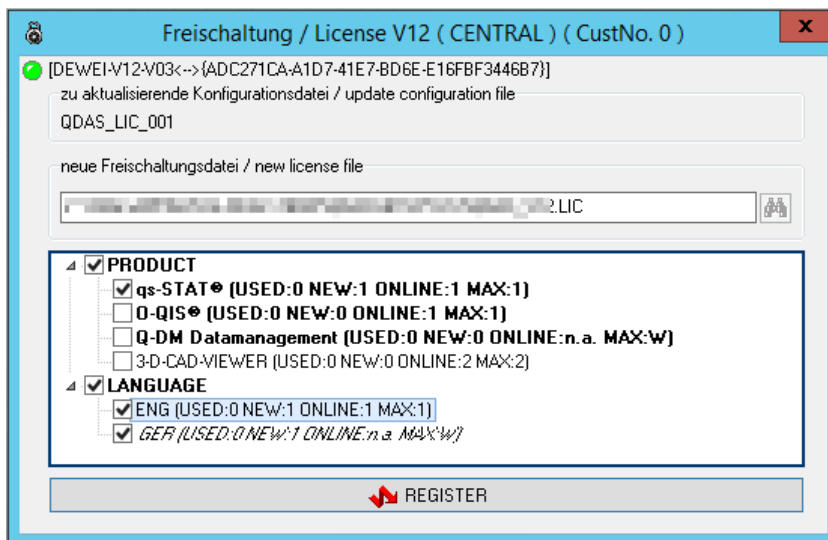 Freischaltung / License V12 ( CENTRAL ) ( CustNo. 0 )
x
[DEWEI-V12-V03<-->{ADC271CA-A1D7-41E7-BD6E-E16FBF3446B7}]
zu aktualisierende Konfigurationsdatei / update configuration file
QDAS_LIC_001
neue Freischaltungsdatei / new license file
2.LIC
PRODUCT
qs-STAT® (USED:0 NEW:1 ONLINE:1 MAX:1)
O-QIS® (USED:0 NEW:0 ONLINE:1 MAX:1)
Q-DM Datamanagement (USED:0 NEW:0 ONLINE:n.a. MAX:W)
3-D-CAD-VIEWER (USED:0 NEW:0 ONLINE:2 MAX:2)
LANGUAGE
ENG (USED:0 NEW:1 ONLINE:1 MAX:1)
GER (USED:0 NEW:1 ONLINE:n.a. MAX:W)
REGISTER